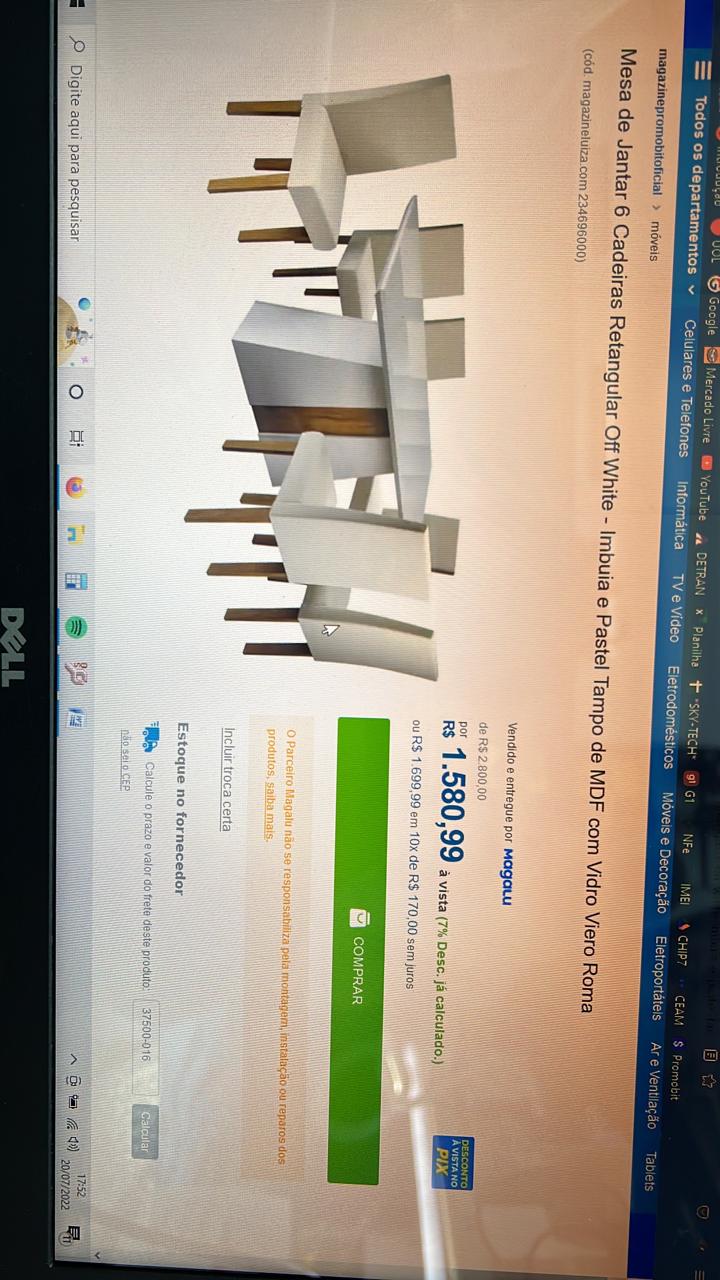 UOL Google Mercado Livre YouTube DETRAN Planilha *SKY-TECH* G1 NFe IMEI CHIP7 CEAM Promobit
Todos os departamentos Celulares e Telefones Informática TV e Vídeo Eletrodomésticos Móveis e Decoração Eletroportáteis Ar e Ventilação Tablets
magazinepromobitoficial > móveis
Mesa de Jantar 6 Cadeiras Retangular Off White - Imbuia e Pastel Tampo de MDF com Vidro Viero Roma
(cód. magazineluiza.com 234696000)
Vendido e entregue por Magalu
de R$ 2.800,00
por
R$ 1.580,99 à vista (7% Desc. já calculado.)
DESCONTO
À VISTA NO
PIX
ou R$ 1.699,99 em 10x de R$ 170,00 sem juros
COMPRAR
O Parceiro Magalu não se responsabiliza pela montagem, instalação ou reparos dos
produtos, saiba mais.
Incluir troca certa
Estoque no fornecedor
Calcule o prazo e valor do frete deste produto: 37500-016 Calcular
não sei o CEP
Digite aqui para pesquisar
17:52
20/07/2022
DELL